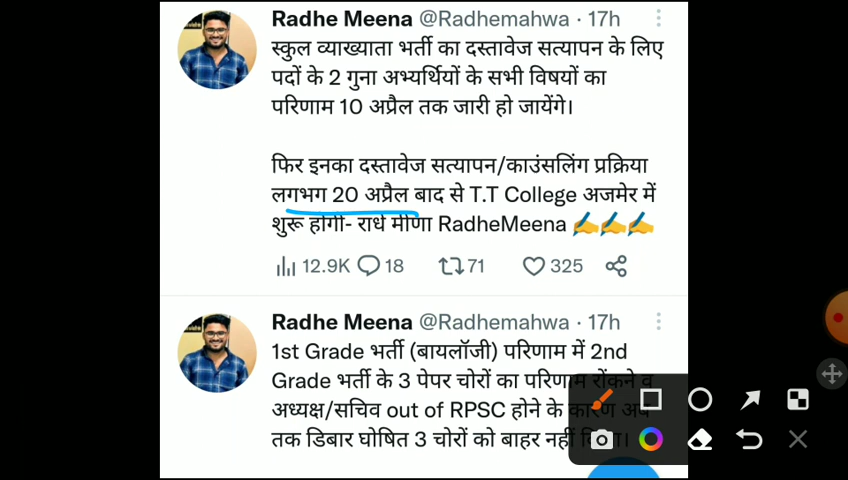 Radhe Meena @Radhemahwa · 17h
स्कुल व्याख्याता भर्ती का दस्तावेज सत्यापन के लिए
पदों के 2 गुना अभ्यर्थियों के सभी विषयों का
परिणाम 10 अप्रैल तक जारी हो जायेंगे।
फिर इनका दस्तावेज सत्यापन/काउंसलिंग प्रक्रिया
लगभग 20 अप्रैल बाद से T.T College अजमेर में
शुरू होगी- राधे मीणा RadheMeena ✍️✍️✍️
12.9K 18 71 325
Radhe Meena @Radhemahwa · 17h
1st Grade भर्ती (बायलॉजी) परिणाम में 2nd
Grade भर्ती के 3 पेपर चोरों का परिणाम रोंकने व
अध्यक्ष/सचिव out of RPSC होने के कारण अब
तक डिबार घोषित 3 चोरों को बाहर नहीं